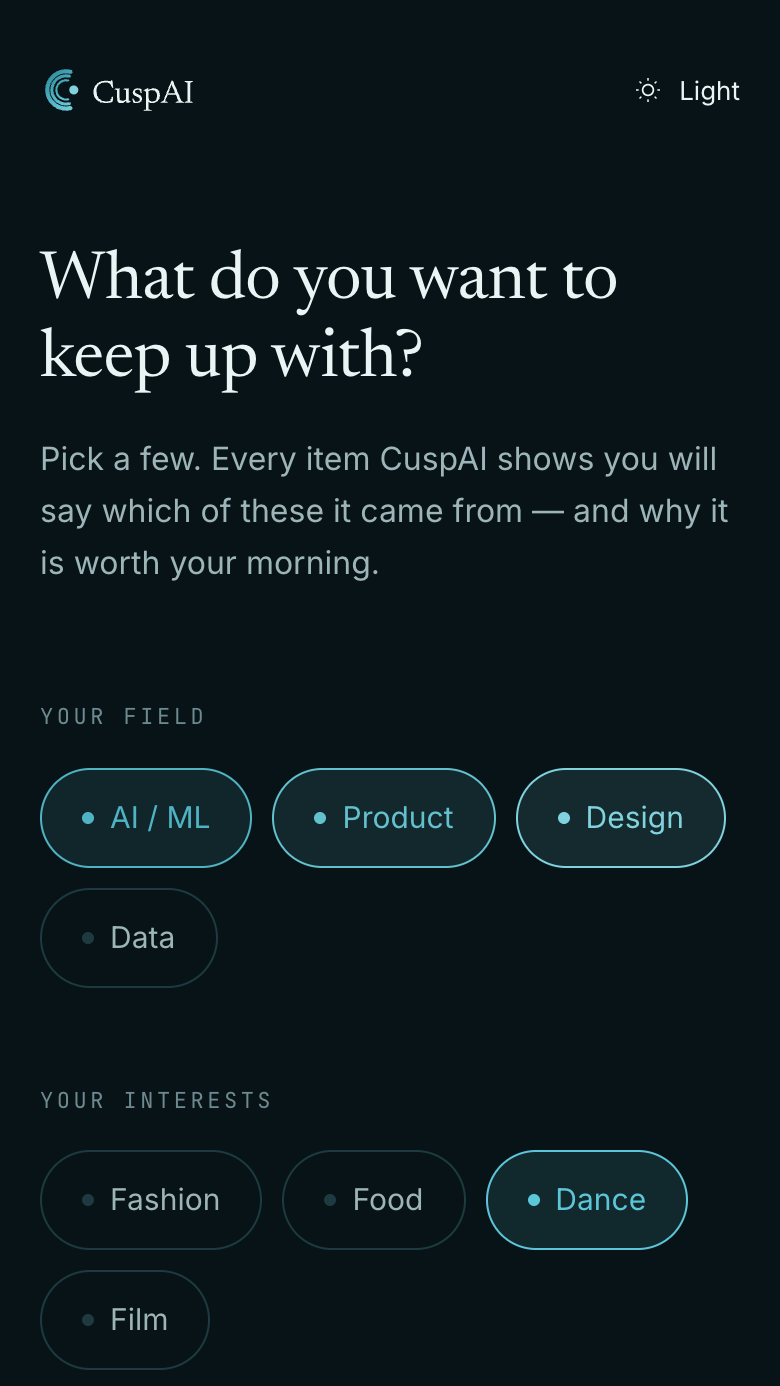 CuspAI
Light
What do you want to
keep up with?
Pick a few. Every item CuspAI shows you will
say which of these it came from — and why it
is worth your morning.
YOUR FIELD
AI / ML
Product
Design
Data
YOUR INTERESTS
Fashion
Food
Dance
Film